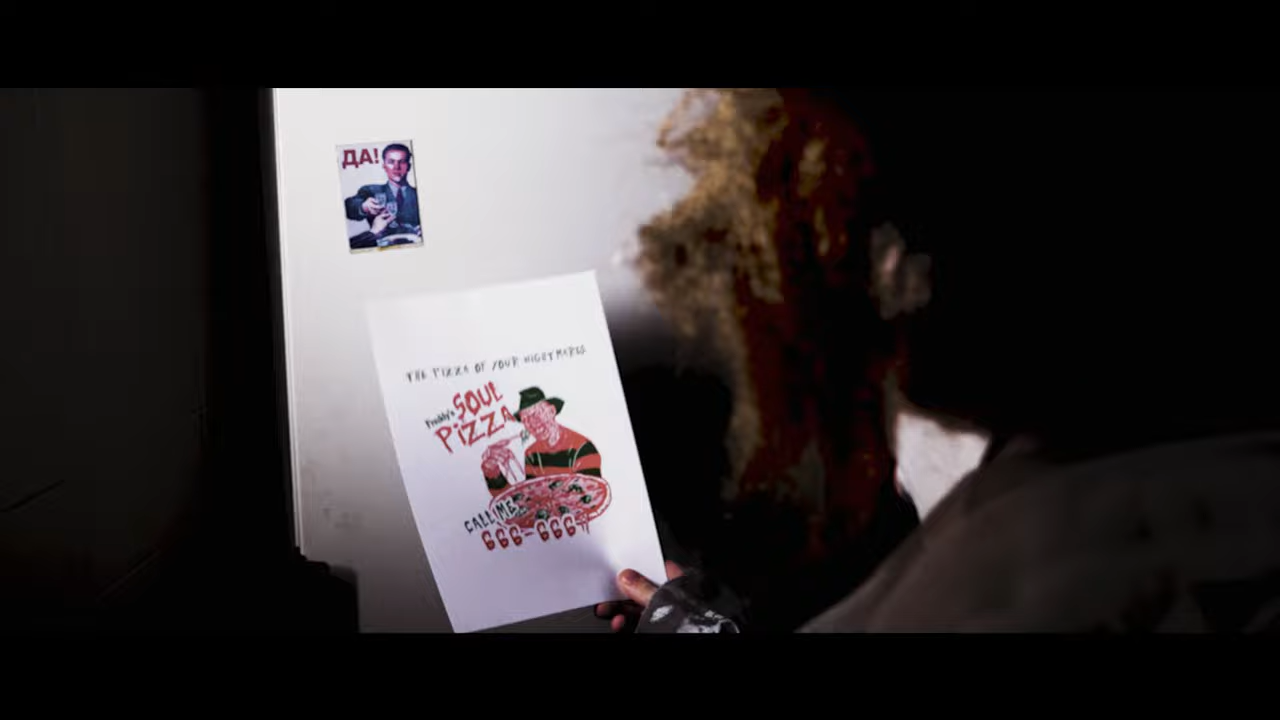 ДА!
THE PIZZA OF YOUR NIGHTMARES
Freddy's SOUL
PIZZA
CALL ME
666-666